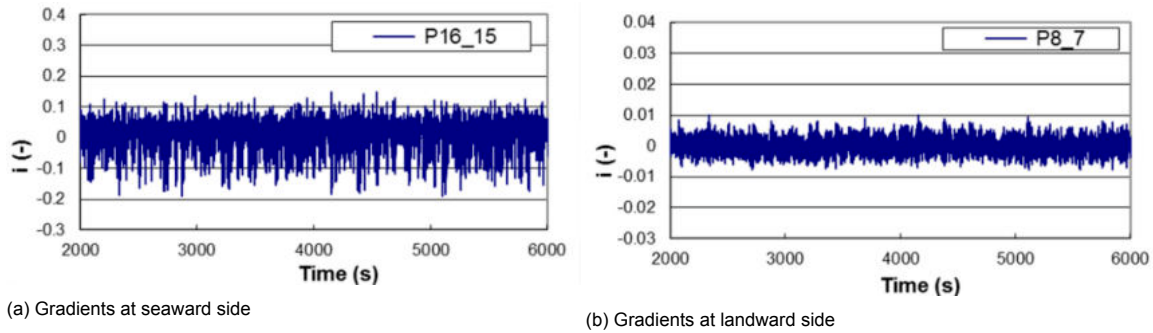 0.4
0.3
0.2
0.1
0
-0.1
-0.2
-0.3
i (-)
P16_15
2000 3000 4000 5000 6000
Time (s)
(a) Gradients at seaward side
0.04
0.03
0.02
0.01
0
-0.01
-0.02
-0.03
i (-)
P8_7
2000 3000 4000 5000 6000
Time (s)
(b) Gradients at landward side